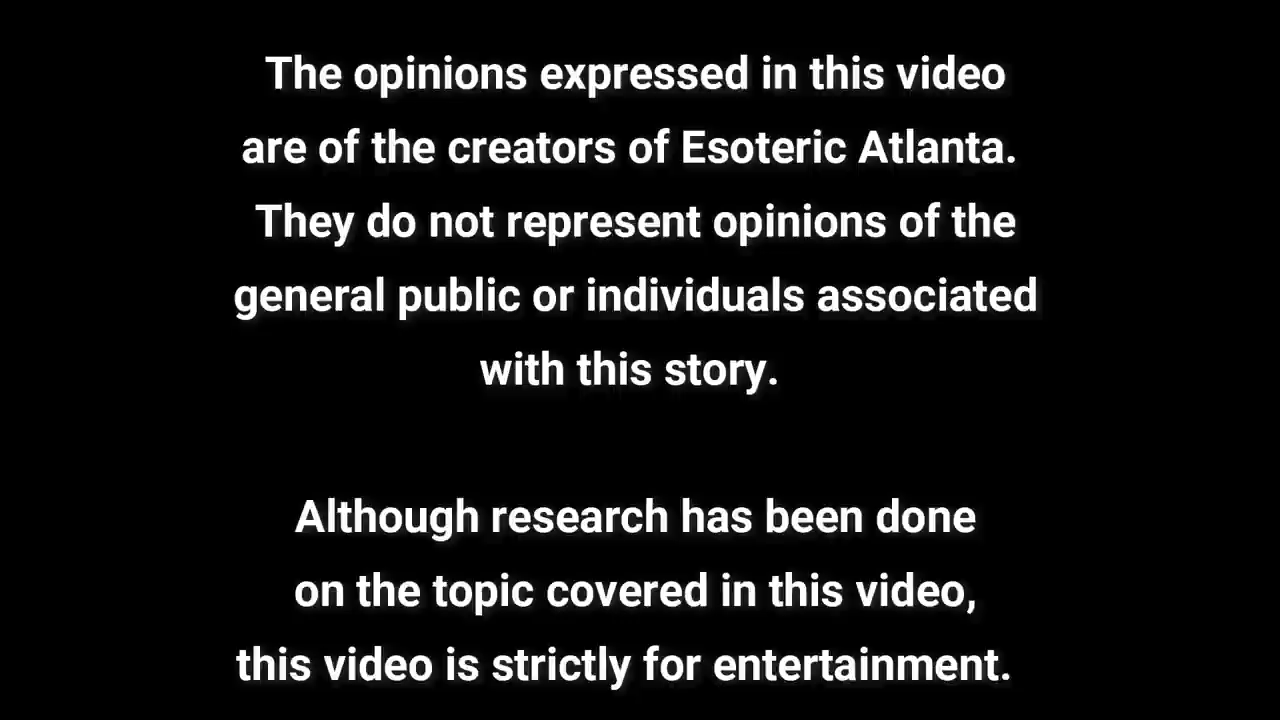 The opinions expressed in this video
are of the creators of Esoteric Atlanta.
They do not represent opinions of the
general public or individuals associated
with this story.
Although research has been done
on the topic covered in this video,
this video is strictly for entertainment.